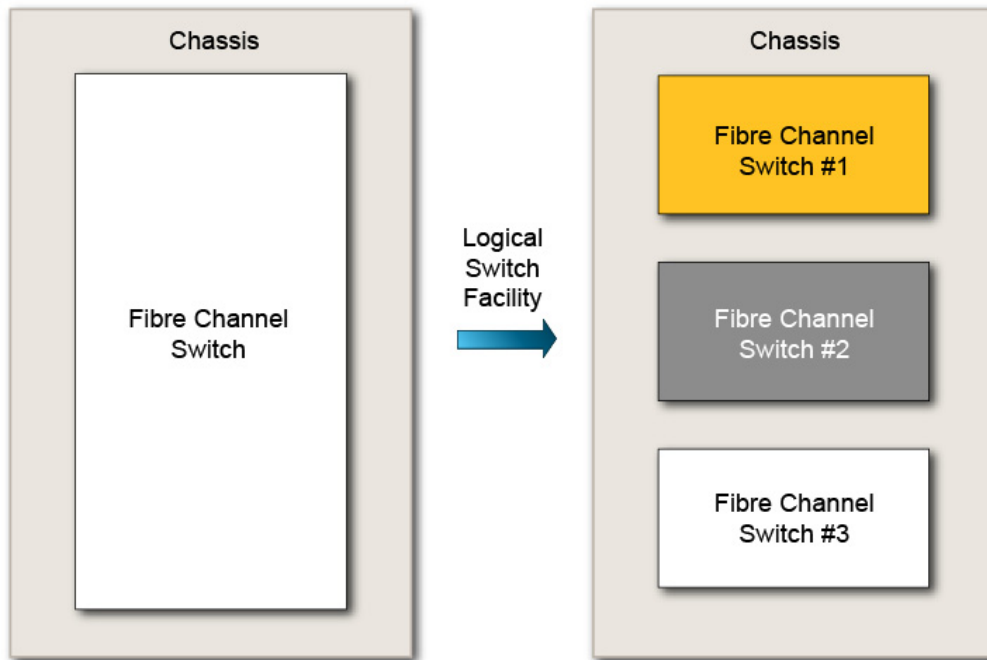 Chassis
Fibre Channel
Switch
Logical
Switch
Facility
Chassis
Fibre Channel
Switch #1
Fibre Channel
Switch #2
Fibre Channel
Switch #3